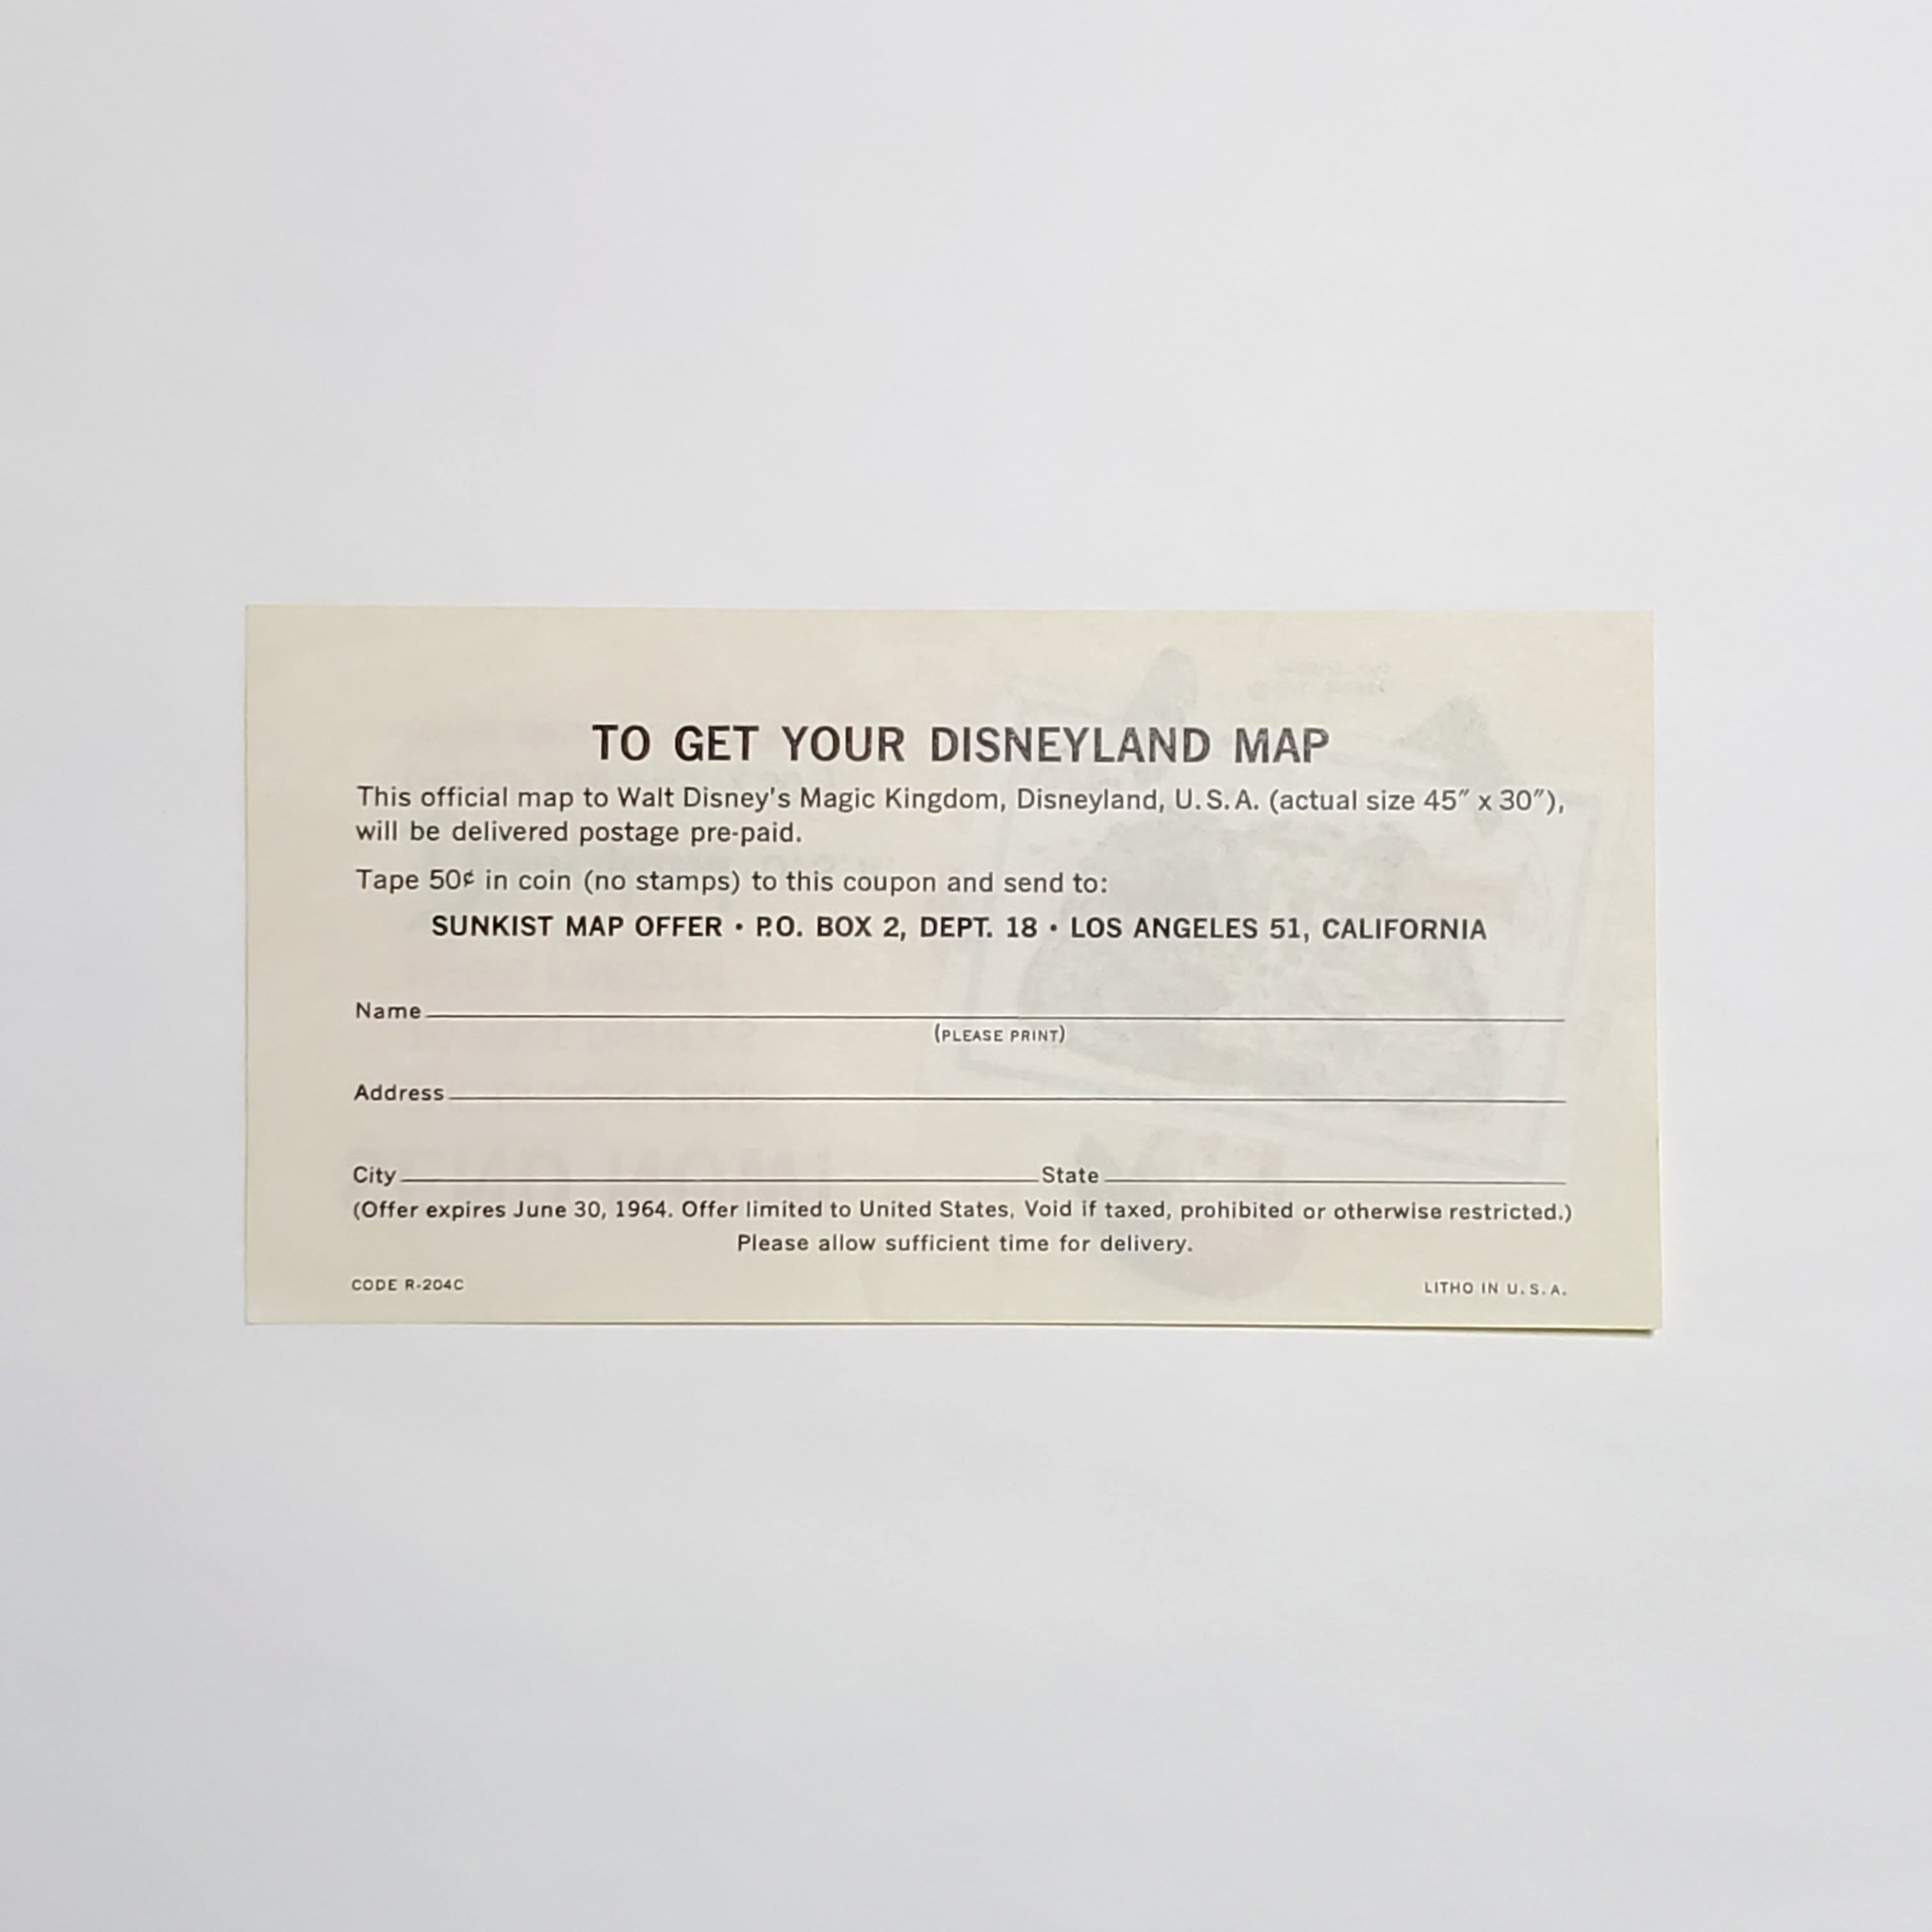 TO GET YOUR DISNEYLAND MAP
This official map to Walt Disney's Magic Kingdom, Disneyland, U.S.A. (actual size 45″ x 30″),
will be delivered postage pre-paid.
Tape 50¢ in coin (no stamps) to this coupon and send to:
SUNKIST MAP OFFER • P.O. BOX 2, DEPT. 18 • LOS ANGELES 51, CALIFORNIA
Name
(PLEASE PRINT)
Address
City State
(Offer expires June 30, 1964. Offer limited to United States, Void if taxed, prohibited or otherwise restricted.)
Please allow sufficient time for delivery.
CODE R-204C LITHO IN U.S.A.